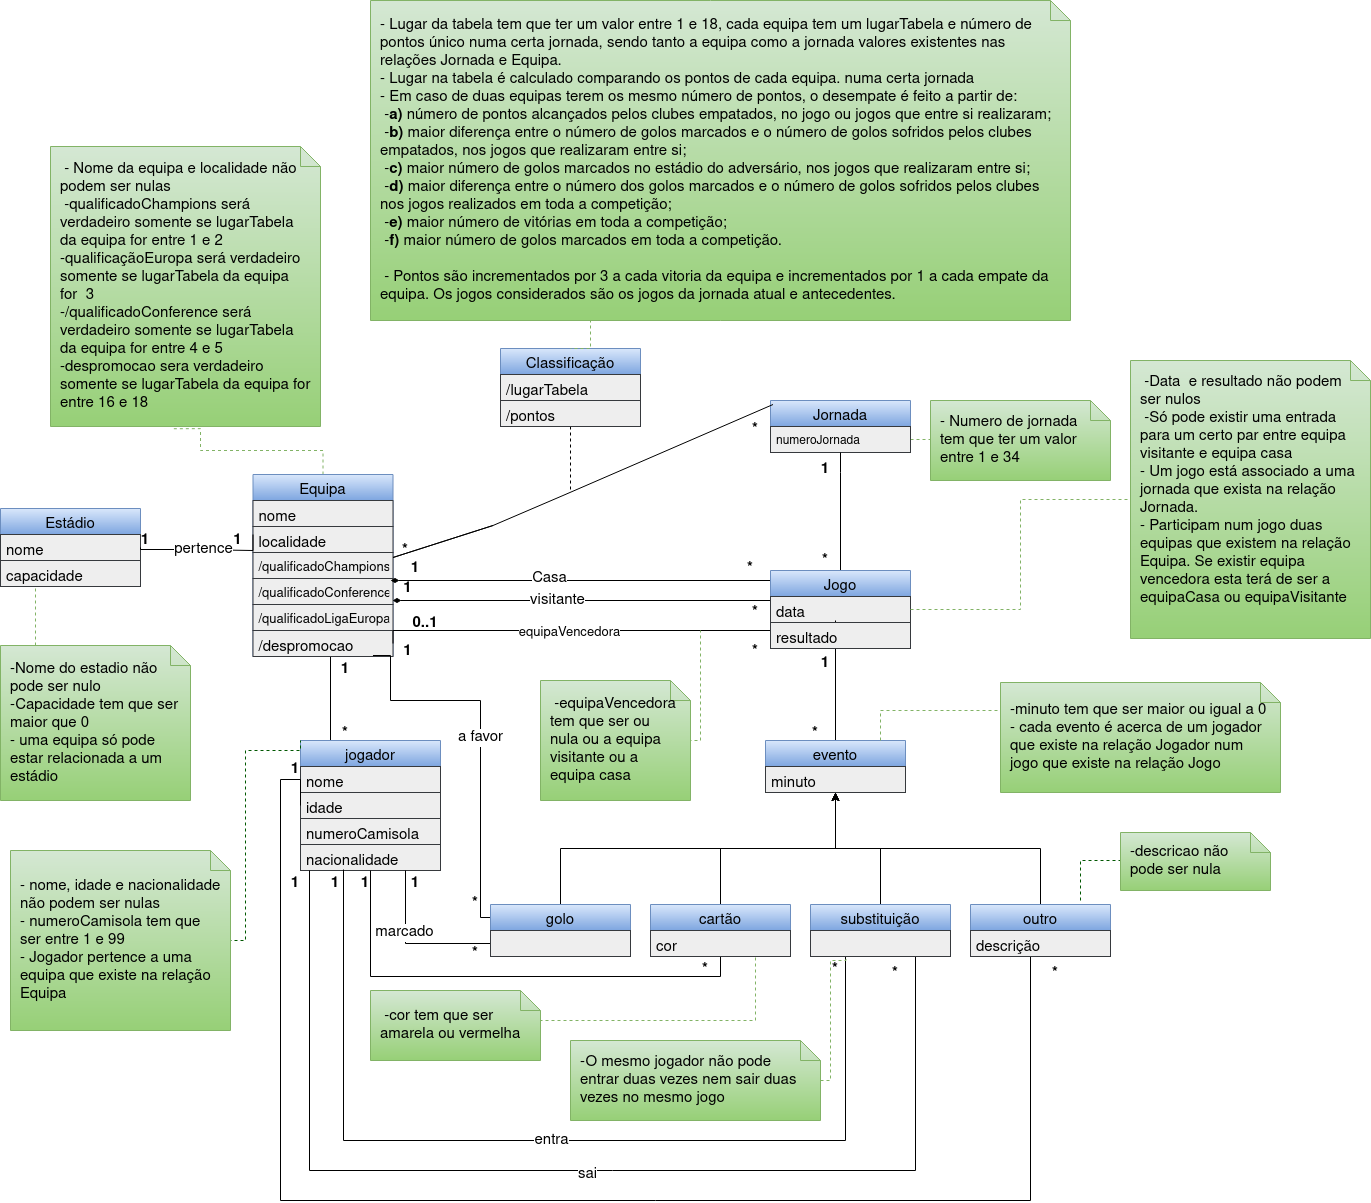 - Lugar da tabela tem que ter um valor entre 1 e 18, cada equipa tem um lugarTabela e número de
pontos único numa certa jornada, sendo tanto a equipa como a jornada valores existentes nas
relações Jornada e Equipa.
- Lugar na tabela é calculado comparando os pontos de cada equipa. numa certa jornada
- Em caso de duas equipas terem os mesmo número de pontos, o desempate é feito a partir de:
-a) número de pontos alcançados pelos clubes empatados, no jogo ou jogos que entre si realizaram;
-b) maior diferença entre o número de golos marcados e o número de golos sofridos pelos clubes
empatados, nos jogos que realizaram entre si;
-c) maior número de golos marcados no estádio do adversário, nos jogos que realizaram entre si;
-d) maior diferença entre o número dos golos marcados e o número de golos sofridos pelos clubes
nos jogos realizados em toda a competição;
-e) maior número de vitórias em toda a competição;
-f) maior número de golos marcados em toda a competição.
- Pontos são incrementados por 3 a cada vitoria da equipa e incrementados por 1 a cada empate da
equipa. Os jogos considerados são os jogos da jornada atual e antecedentes.
- Nome da equipa e localidade não
podem ser nulas
-qualificadoChampions será
verdadeiro somente se lugarTabela
da equipa for entre 1 e 2
-qualificaçãoEuropa será verdadeiro
somente se lugarTabela da equipa
for  3
-/qualificadoConference será
verdadeiro somente se lugarTabela
da equipa for entre 4 e 5
-despromocao sera verdadeiro
somente se lugarTabela da equipa for
entre 16 e 18
Classificação
/lugarTabela
/pontos
Jornada
numeroJornada
*
1
- Numero de jornada
tem que ter um valor
entre 1 e 34
-Data  e resultado não podem
ser nulos
-Só pode existir uma entrada
para um certo par entre equipa
visitante e equipa casa
- Um jogo está associado a uma
jornada que exista na relação
Jornada.
- Participam num jogo duas
equipas que existem na relação
Equipa. Se existir equipa
vencedora esta terá de ser a
equipaCasa ou equipaVisitante
Estádio
nome
capacidade
1
pertence
1
Equipa
nome
localidade
/qualificadoChampions
/qualificadoConference
/qualificadoLigaEuropa
/despromocao
*
1
Casa
*
*
1
visitante
*
0..1
equipaVencedora
*
1
Jogo
data
resultado
1
-Nome do estadio não
pode ser nulo
-Capacidade tem que ser
maior que 0
- uma equipa só pode
estar relacionada a um
estádio
1
*
a favor
-equipaVencedora
tem que ser ou
nula ou a equipa
visitante ou a
equipa casa
*
-minuto tem que ser maior ou igual a 0
- cada evento é acerca de um jogador
que existe na relação Jogador num
jogo que existe na relação Jogo
jogador
nome
idade
numeroCamisola
nacionalidade
1
evento
minuto
-descricao não
pode ser nula
- nome, idade e nacionalidade
não podem ser nulas
- numeroCamisola tem que
ser entre 1 e 99
- Jogador pertence a uma
equipa que existe na relação
Equipa
1
1
1
1
marcado
*
*
golo
cartão
cor
substituição
outro
descrição
*
*
*
*
-cor tem que ser
amarela ou vermelha
-O mesmo jogador não pode
entrar duas vezes nem sair duas
vezes no mesmo jogo
entra
sai